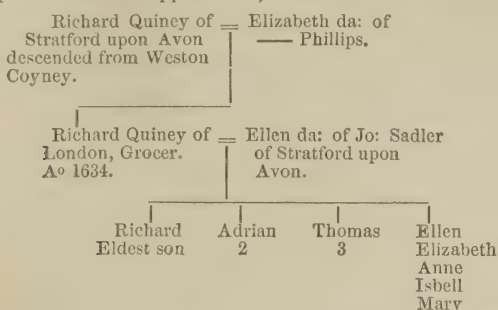 Richard Quiney of = Elizabeth da: of
Stratford upon Avon —— Phillips.
descended from Weston
Coyney.
Richard Quiney of = Ellen da: of Jo: Sadler
London, Grocer. of Stratford upon
Aº 1634. Avon.
Richard Adrian Thomas Ellen
Eldest son 2 3 Elizabeth
Anne
Isbell
Mary